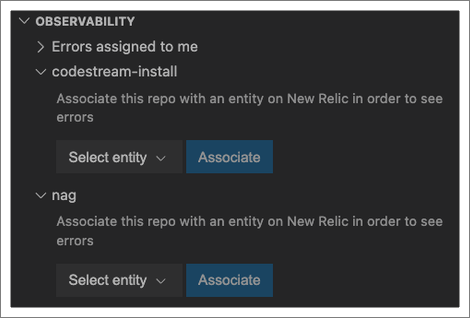 OBSERVABILITY
Errors assigned to me
codestream-install
Associate this repo with an entity on New Relic in order to see
errors
Select entity Associate
nag
Associate this repo with an entity on New Relic in order to see
errors
Select entity Associate